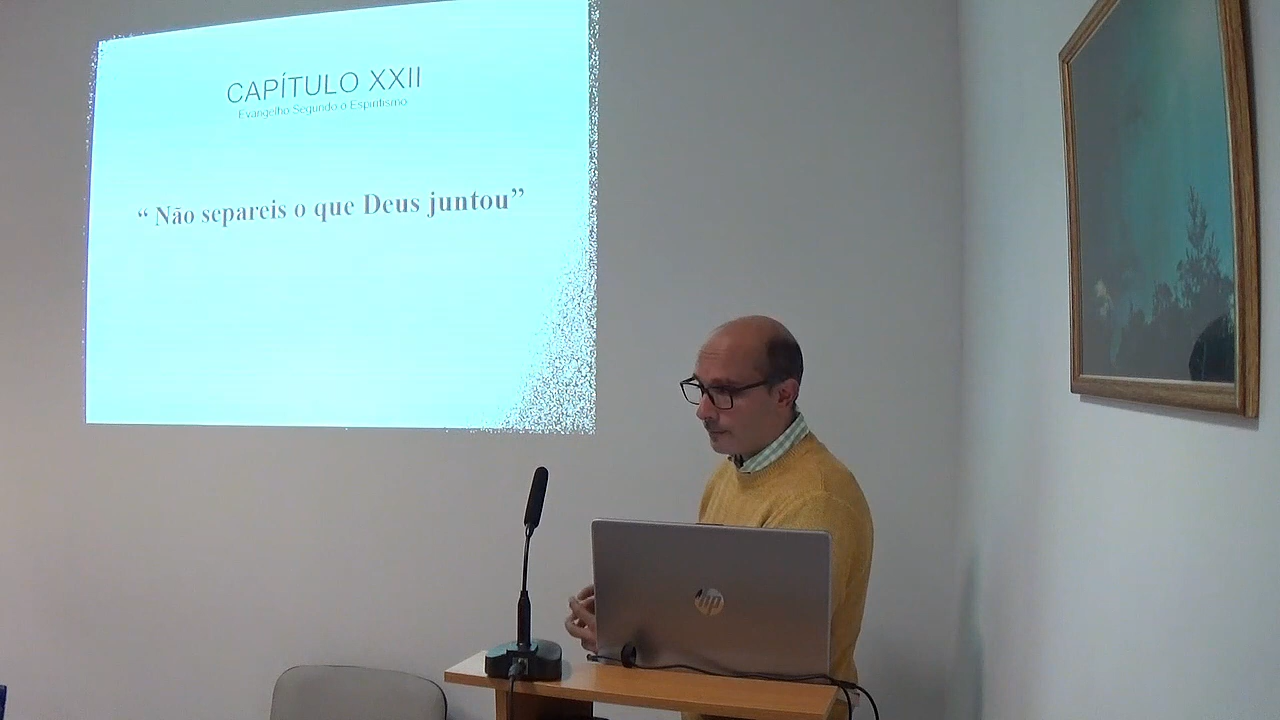 CAPÍTULO XXII
Evangelho Segundo o Espiritismo
“ Não separeis o que Deus juntou”
hp